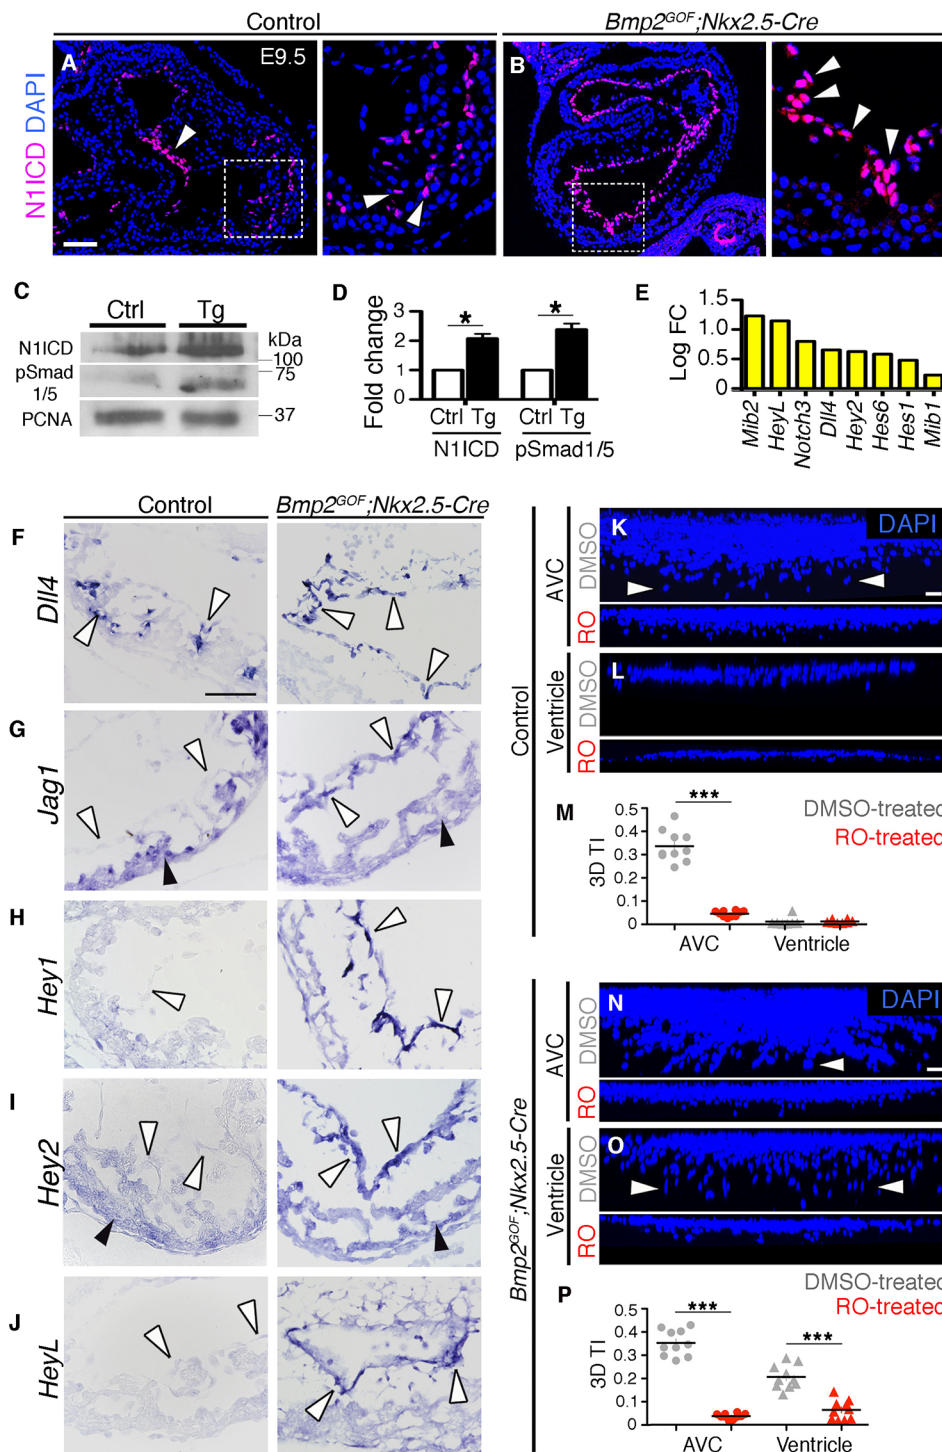 Control
Bmp2GOF;Nkx2.5-Cre
N1ICD DAPI
A
E9.5
B
C
Ctrl
Tg
kDa
N1ICD
100
pSmad
1/5
75
PCNA
37
D
Fold change
3
2
1
0
*
*
Ctrl Tg
Ctrl Tg
N1ICD
pSmad1/5
E
Log FC
1.5
1.0
0.5
0
Mib2
HeyL
Notch3
Dll4
Hey2
Hes6
Hes1
Mib1
Control
Bmp2GOF;Nkx2.5-Cre
F
Dll4
G
Jag1
H
Hey1
I
Hey2
J
HeyL
Control
AVC
DMSO
RO
K
DAPI
Ventricle
DMSO
RO
L
M
3D TI
0.5
0.4
0.3
0.1
0
***
DMSO-treated
RO-treated
AVC
Ventricle
Bmp2GOF;Nkx2.5-Cre
AVC
DMSO
RO
N
DAPI
Ventricle
DMSO
RO
O
P
DMSO-treated
RO-treated
3D TI
0.5
0.4
0.3
0.2
0.1
0
***
***
AVC
Ventricle